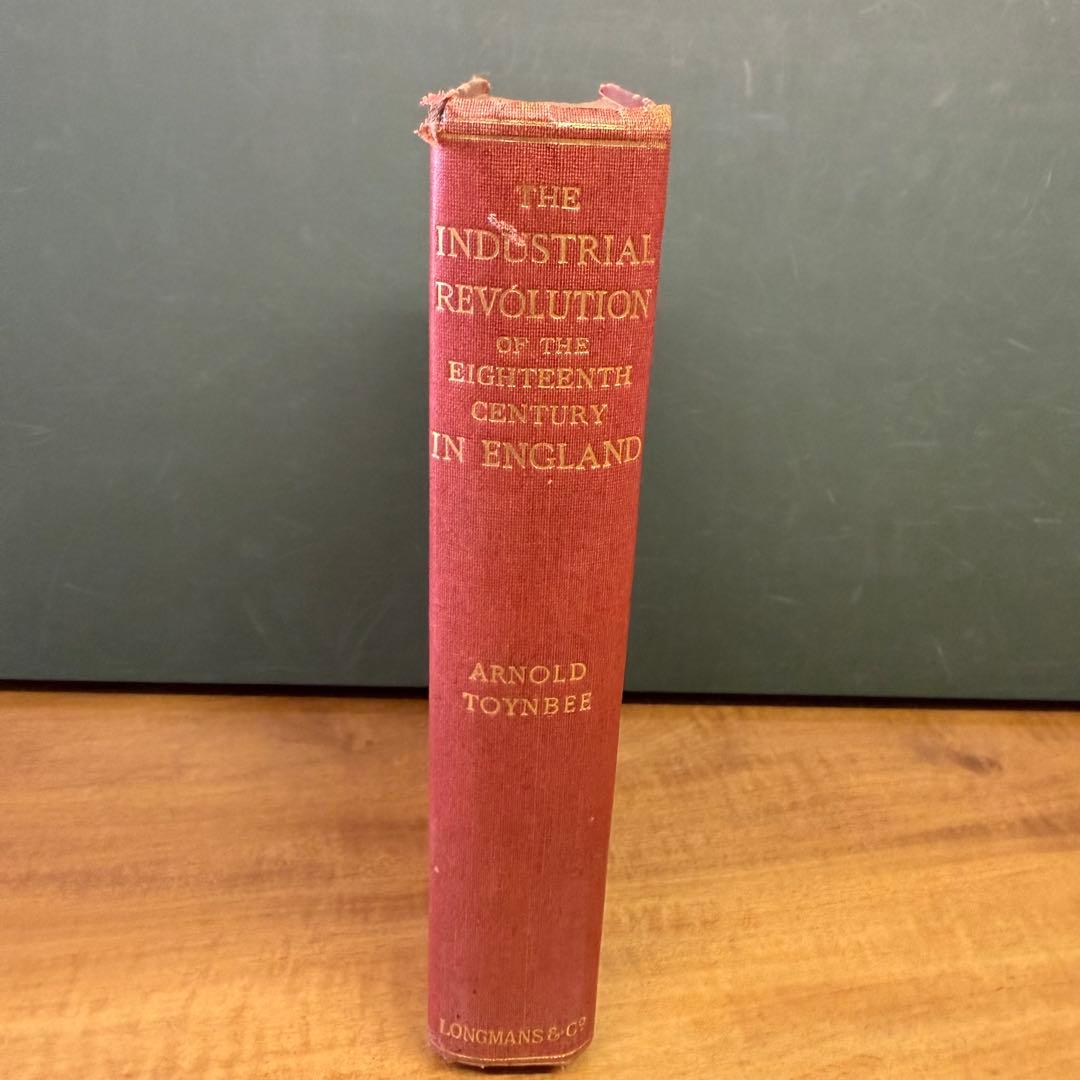 THE
INDUSTRIAL
REVOLUTION
OF THE
EIGHTEENTH
CENTURY
IN ENGLAND
ARNOLD
TOYNBEE
LONGMANS & Cº